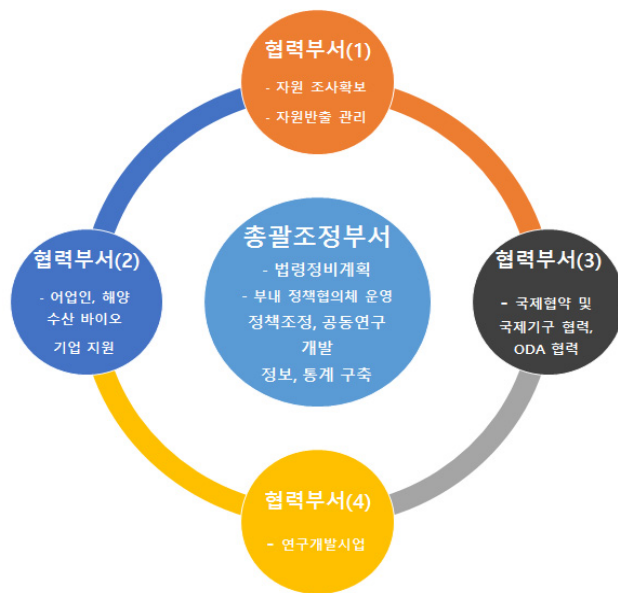 협력부서(1)
- 자원 조사확보
- 자원반출 관리
총괄조정부서
- 법령정비계획
- 부내 정책협의체 운영
정책조정, 공동연구
개발
정보, 통계 구축
협력부서(2)
- 어업인, 해양
수산 바이오
기업 지원
협력부서(3)
- 국제협약 및
국제기구 협력,
ODA 협력
협력부서(4)
- 연구개발사업